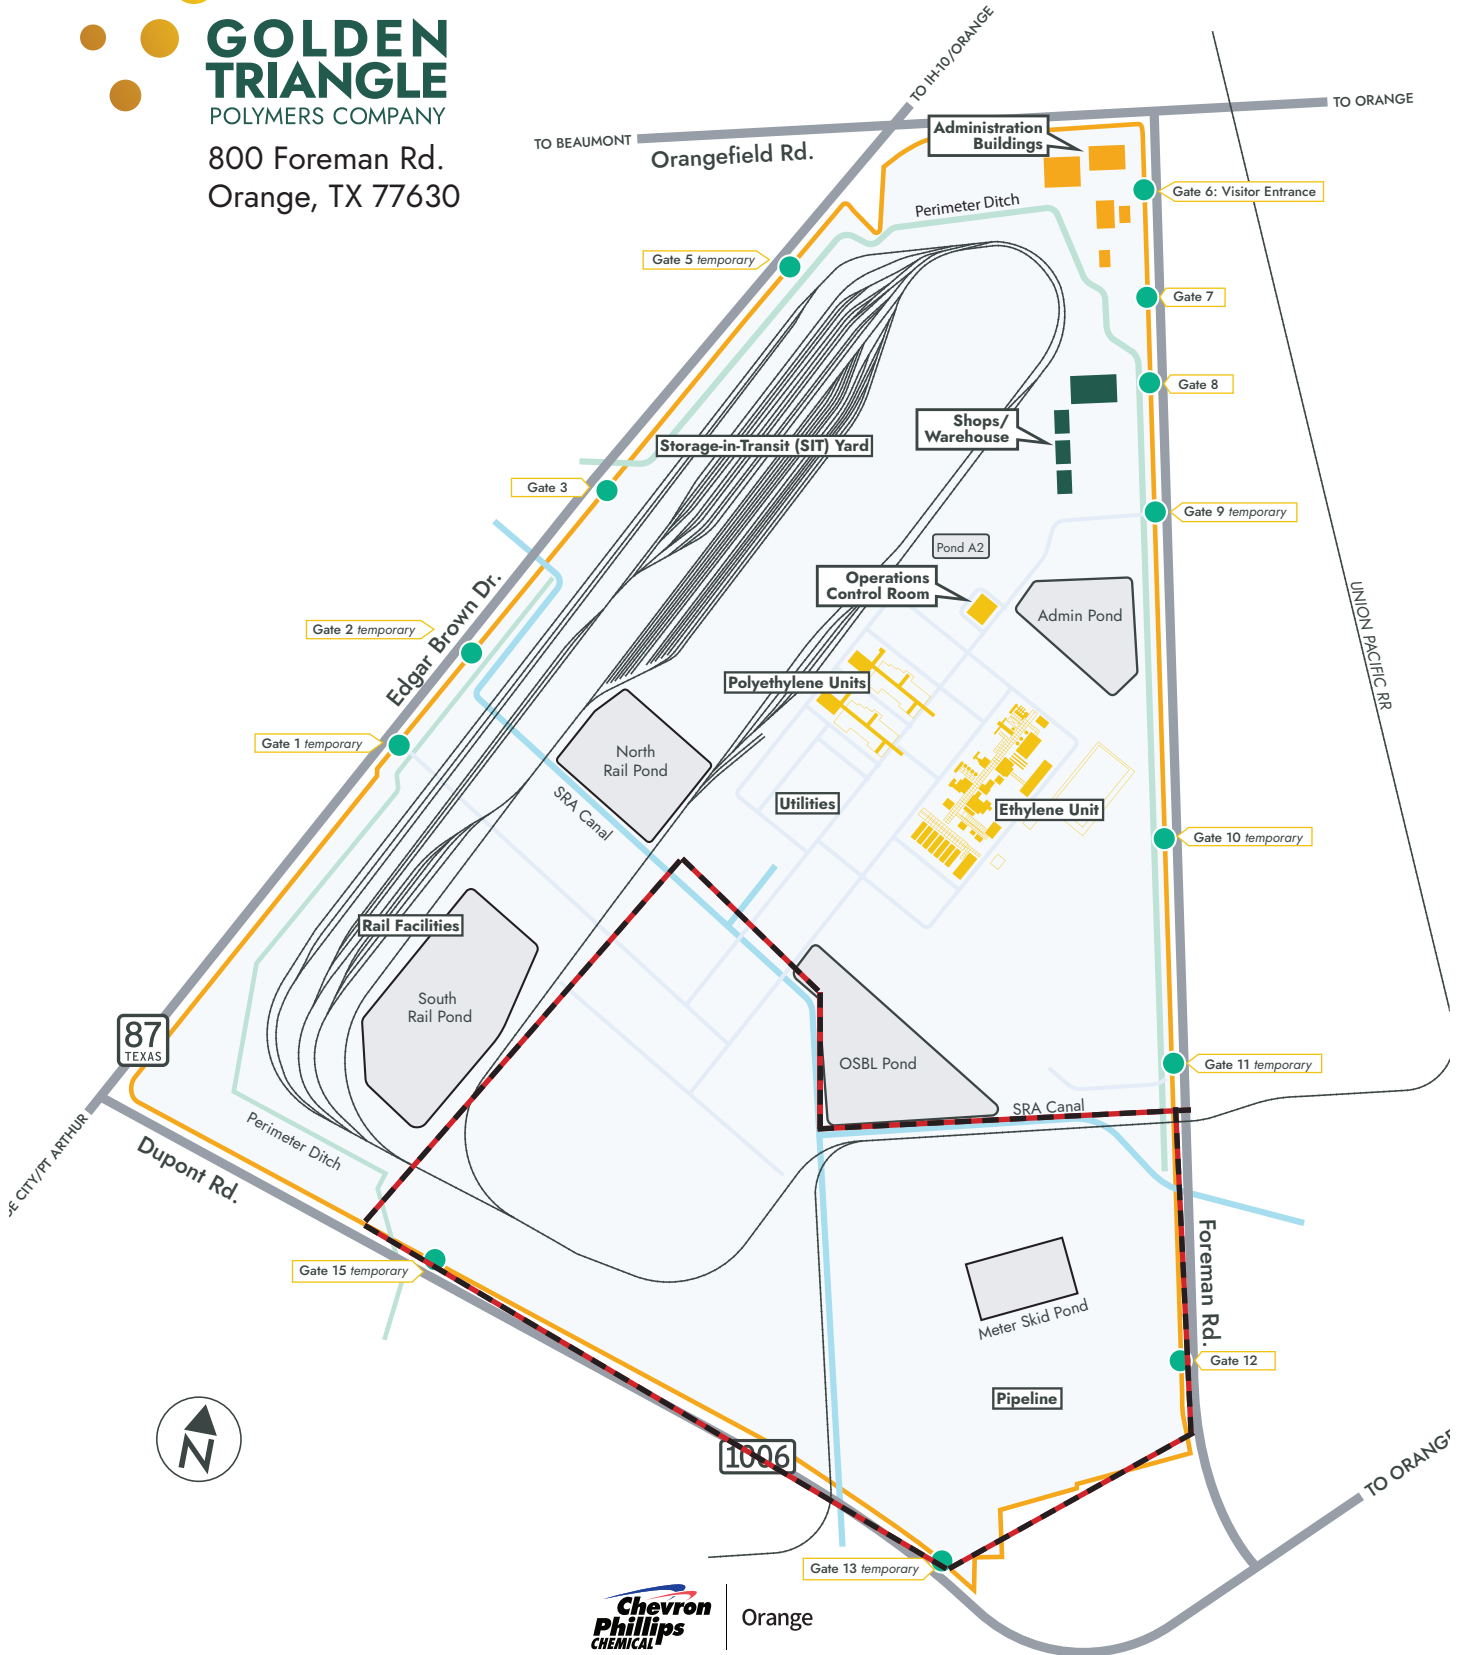 GOLDEN
TRIANGLE
POLYMERS COMPANY
800 Foreman Rd.
Orange, TX 77630
TO IH-10/ORANGE
TO ORANGE
TO BEAUMONT
Orangefield Rd.
Administration
Buildings
Gate 6: Visitor Entrance
Perimeter Ditch
Gate 5 temporary
Gate 7
Gate 8
Shops/
Warehouse
Storage-in-Transit (SIT) Yard
Gate 3
Gate 9 temporary
Pond A2
Operations
Control Room
Admin Pond
UNION PACIFIC RR
Edgar Brown Dr.
Gate 2 temporary
Polyethylene Units
Gate 1 temporary
North
Rail Pond
SRA Canal
Utilities
Ethylene Unit
Gate 10 temporary
Rail Facilities
South
Rail Pond
87
TEXAS
OSBL Pond
Gate 11 temporary
SRA Canal
Perimeter Ditch
DE CITY/PT ARTHUR
Dupont Rd.
Gate 15 temporary
Foreman Rd.
Meter Skid Pond
Gate 12
Pipeline
N
1006
TO ORANGE
Gate 13 temporary
Chevron
Phillips
CHEMICAL
Orange